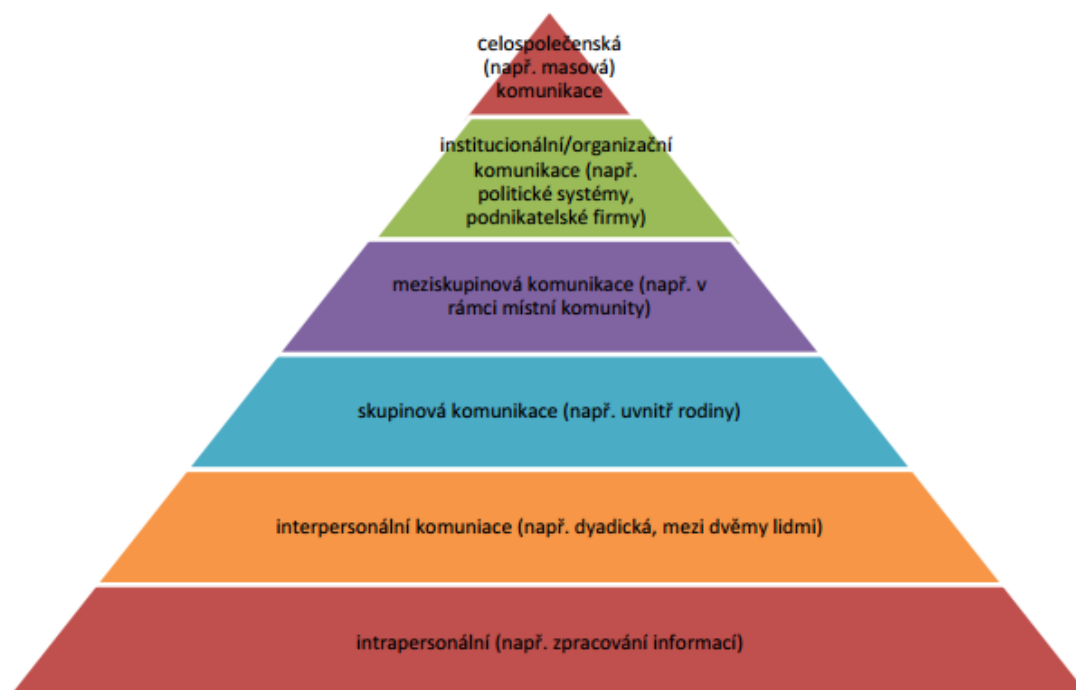 celospolečenská
(např. masová)
komunikace
institucionální/organizační
komunikace (např.
politické systémy,
podnikatelské firmy)
meziskupinová komunikace (např. v
rámci místní komunity)
skupinová komunikace (např. uvnitř rodiny)
interpersonální komuniace (např. dyadická, mezi dvěmy lidmi)
intrapersonální (např. zpracování informací)